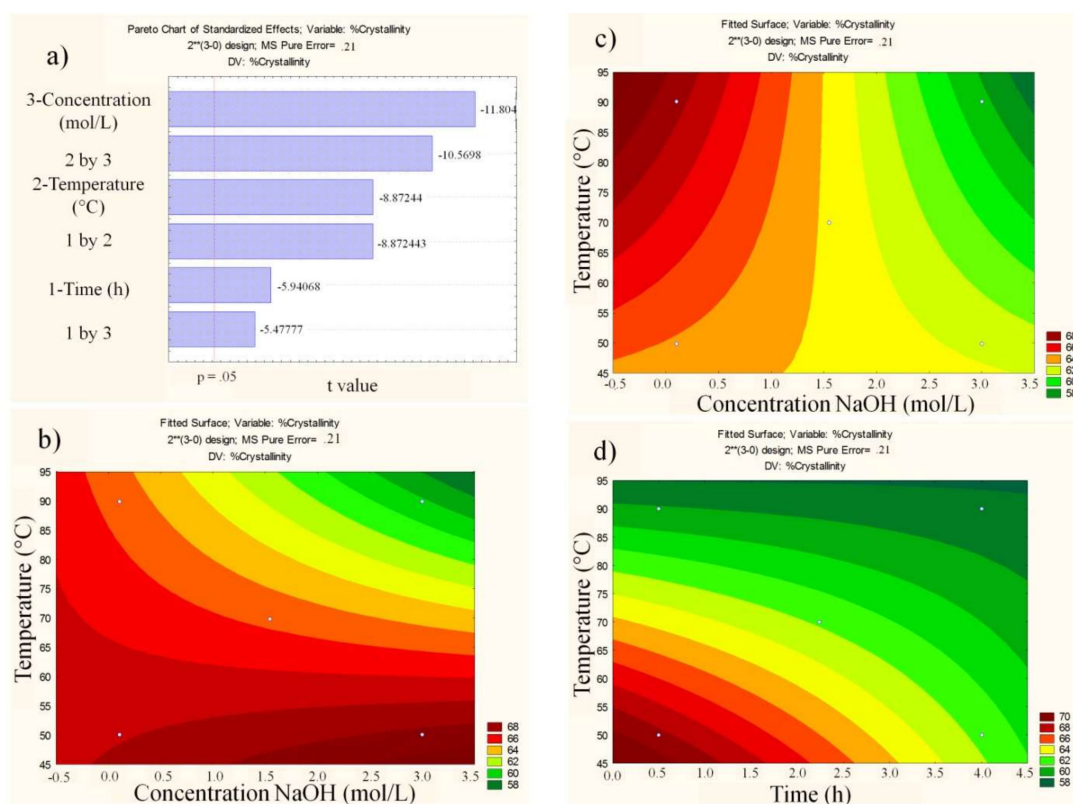 a)
Pareto Chart of Standardized Effects; Variable: %Crystallinity
2**(3-0) design; MS Pure Error= .21
DV: %Crystallinity
3-Concentration
(mol/L)
-11.804
2 by 3
-10.5698
2-Temperature
(°C)
-8.87244
1 by 2
-8.872443
1-Time (h)
-5.94068
1 by 3
-5.47777
p = .05
t value
c)
Fitted Surface; Variable: %Crystallinity
2**(3-0) design; MS Pure Error= .21
DV: %Crystallinity
Temperature (°C)
95
90
85
80
75
70
65
60
55
50
45
-0.5 0.0 0.5 1.0 1.5 2.0 2.5 3.0 3.5
Concentration NaOH (mol/L)
68
66
64
62
60
58
b)
Fitted Surface; Variable: %Crystallinity
2**(3-0) design; MS Pure Error= .21
DV: %Crystallinity
Temperature (°C)
95
90
85
80
75
70
65
60
55
50
45
-0.5 0.0 0.5 1.0 1.5 2.0 2.5 3.0 3.5
Concentration NaOH (mol/L)
68
66
64
62
60
58
d)
Fitted Surface; Variable: %Crystallinity
2**(3-0) design; MS Pure Error= .21
DV: %Crystallinity
Temperature (°C)
95
90
85
80
75
70
65
60
55
50
45
0.0 0.5 1.0 1.5 2.0 2.5 3.0 3.5 4.0 4.5
Time (h)
70
68
66
64
62
60
58